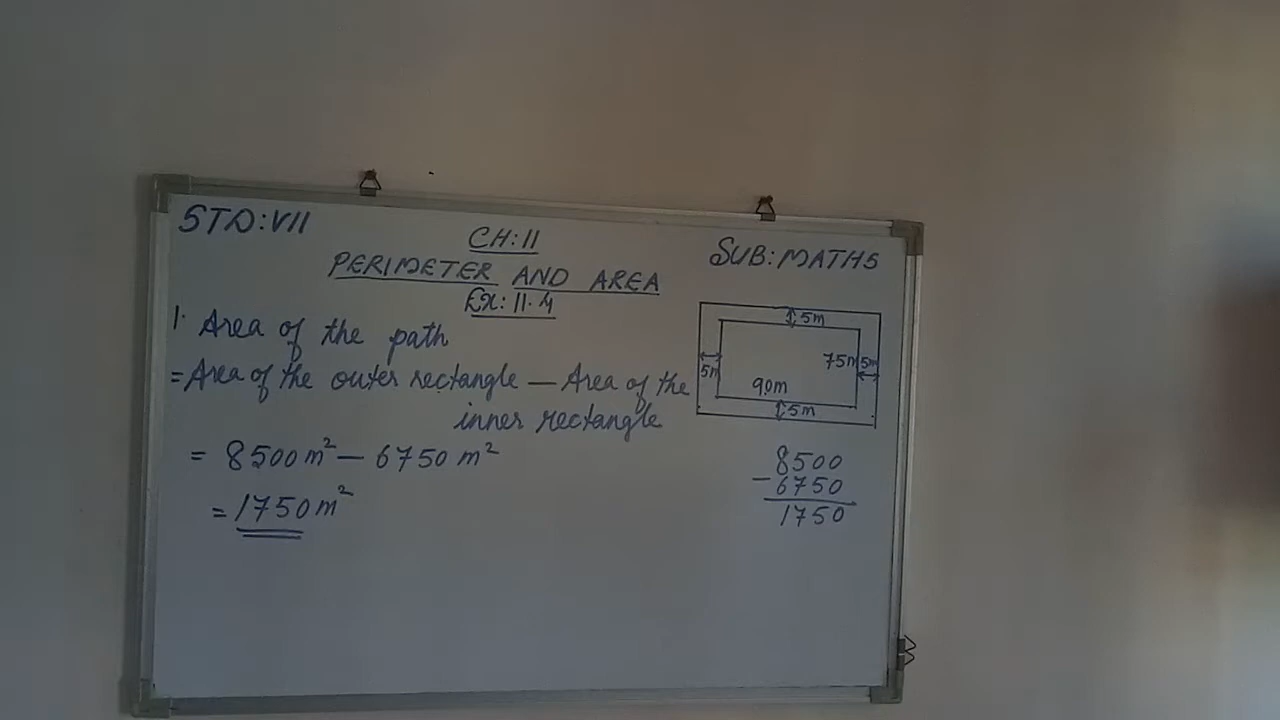 STD: VII
CH: 11
SUB: MATHS
PERIMETER AND AREA
Ex: 11.4
1. Area of the path
= Area of the outer rectangle — Area of the
inner rectangle
= 8500 m² — 6750 m²
= 1750 m²
5m
75m
5m
5m
90m
5m
8500
- 6750
1750